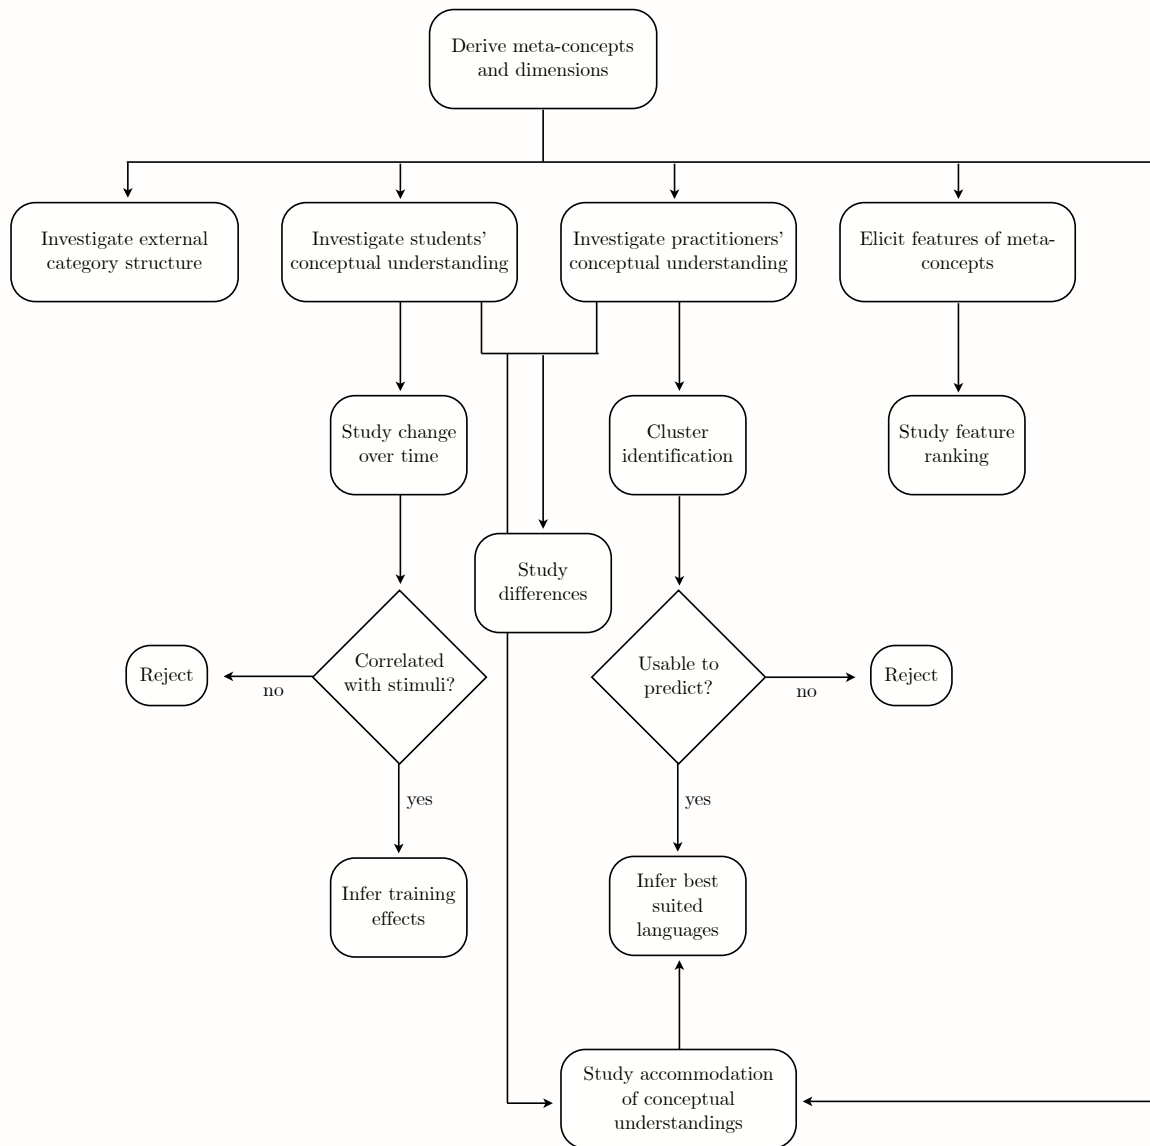 Derive meta-concepts
and dimensions
Investigate external
category structure
Investigate students'
conceptual understanding
Investigate practitioners'
conceptual understanding
Elicit features of meta-
concepts
Study change
over time
Cluster
identification
Study feature
ranking
Study
differences
Reject
no
Correlated
with stimuli?
Usable to
predict?
no
Reject
yes
yes
Infer training
effects
Infer best
suited
languages
Study accommodation
of conceptual
understandings